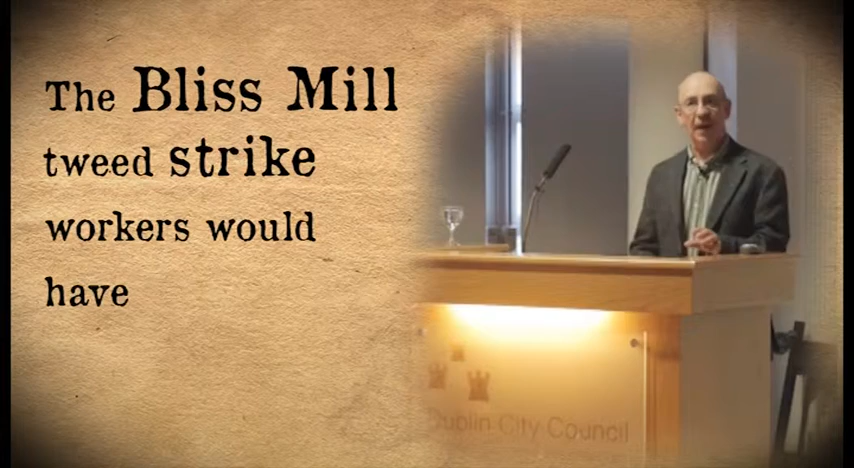 The Bliss Mill
tweed strike
workers would
have
Dublin City Council